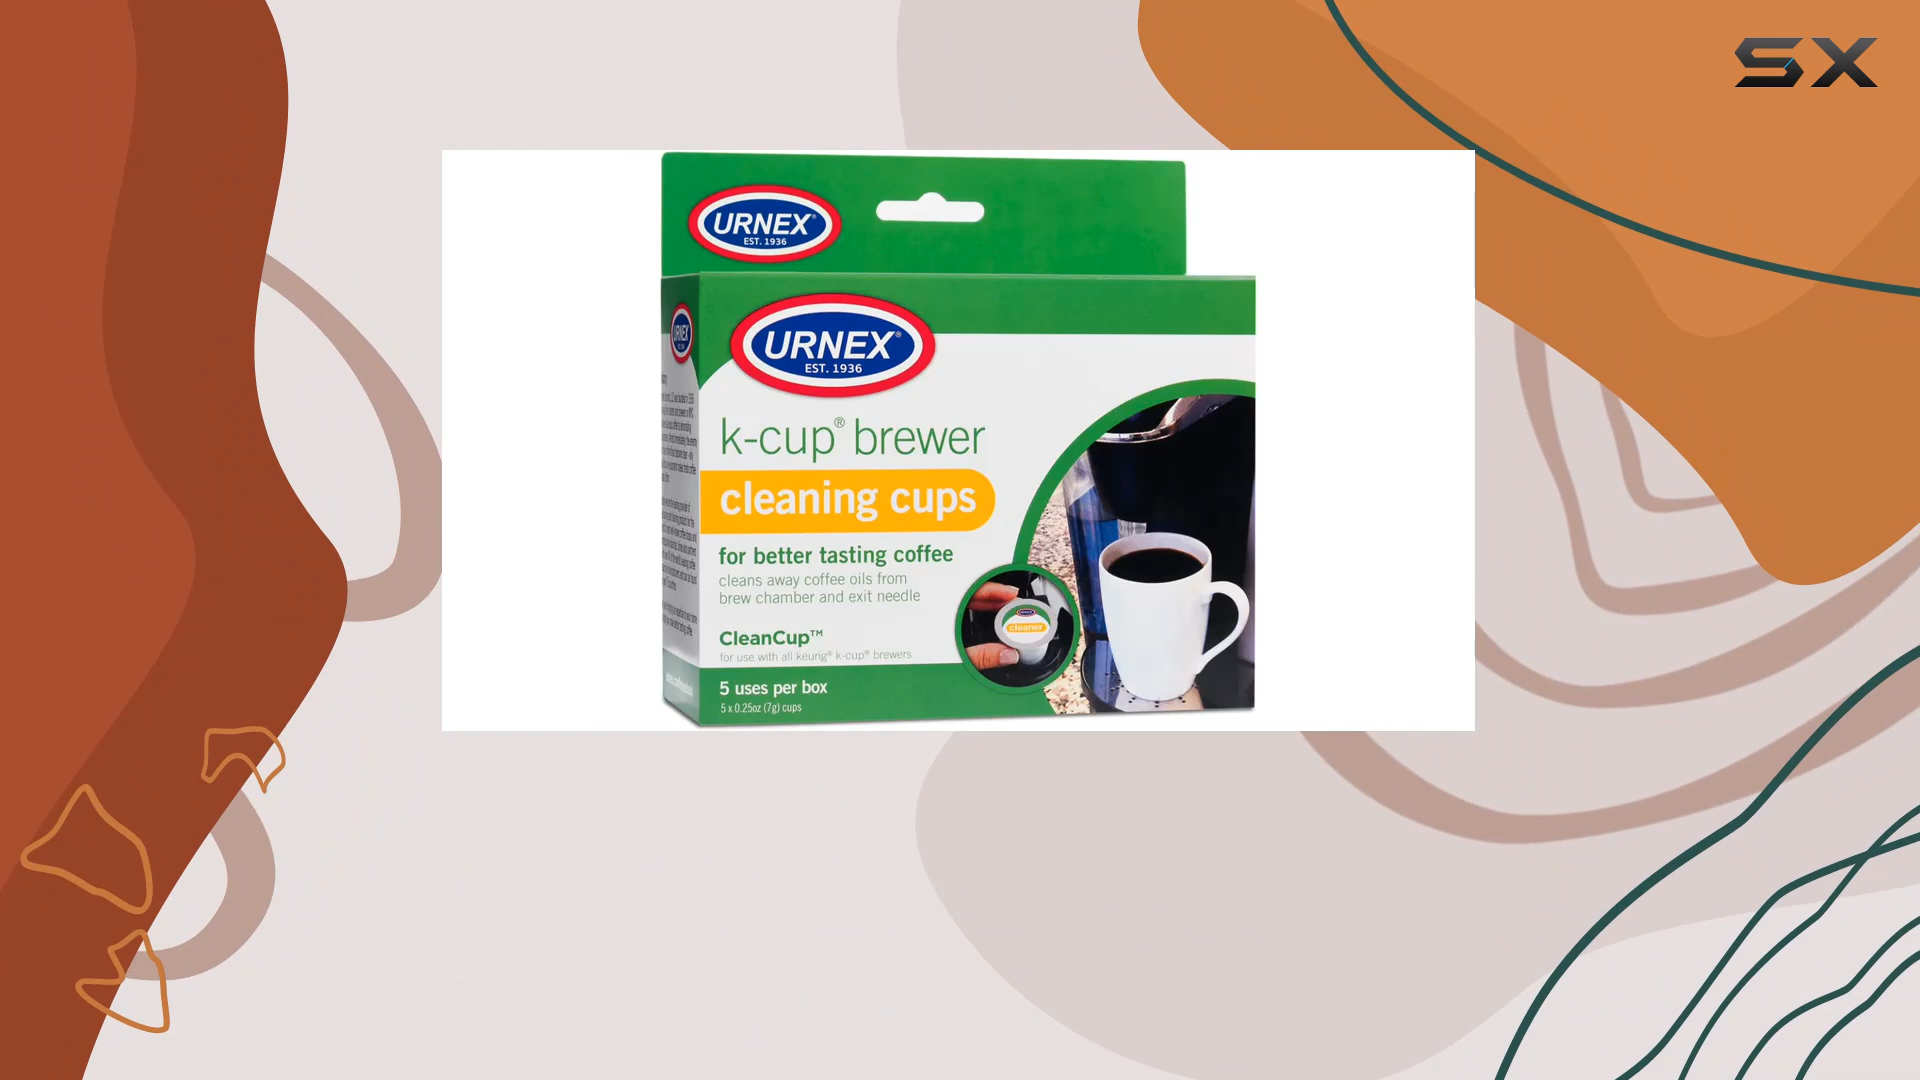 SX
URNEX®
EST. 1936
URNEX®
EST. 1936
URNEX
k-cup® brewer
cleaning cups
for better tasting coffee
cleans away coffee oils from
brew chamber and exit needle
URNEX
cleaner
CleanCup™
for use with all keurig® k-cup® brewers
5 uses per box
5 x 0.25oz (7g) cups